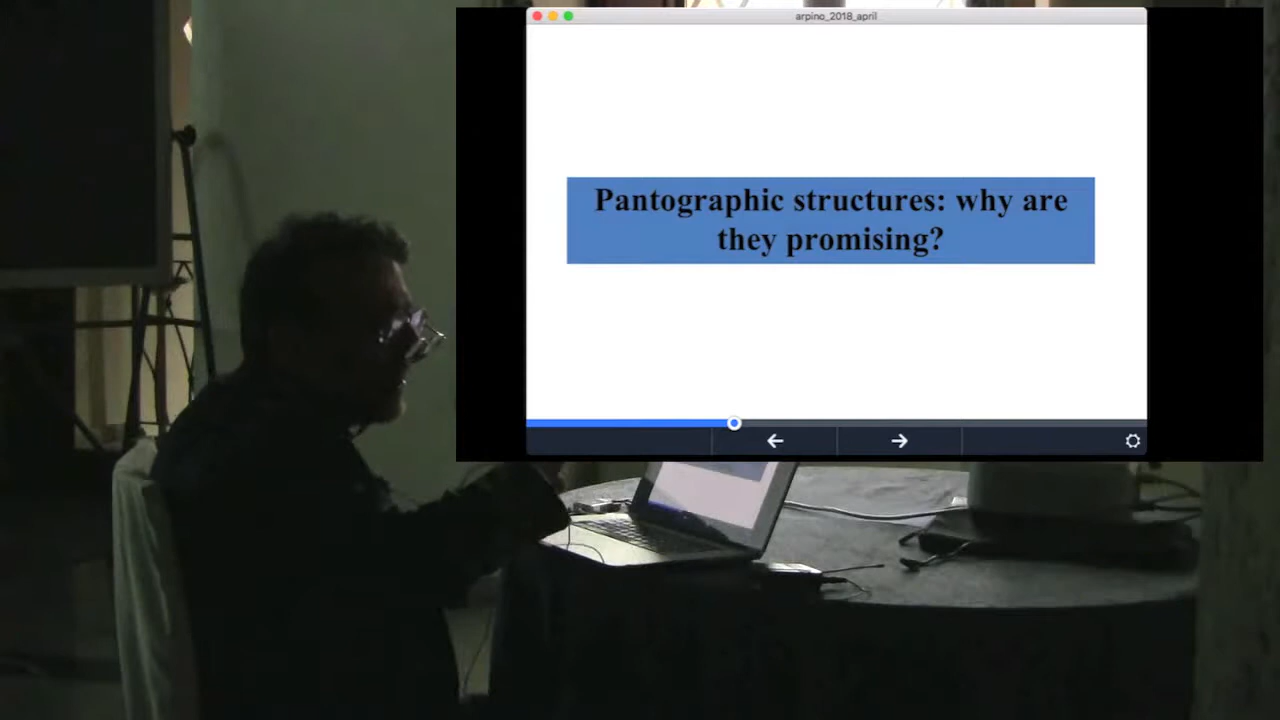 arpino_2018_april
Pantographic structures: why are
they promising?